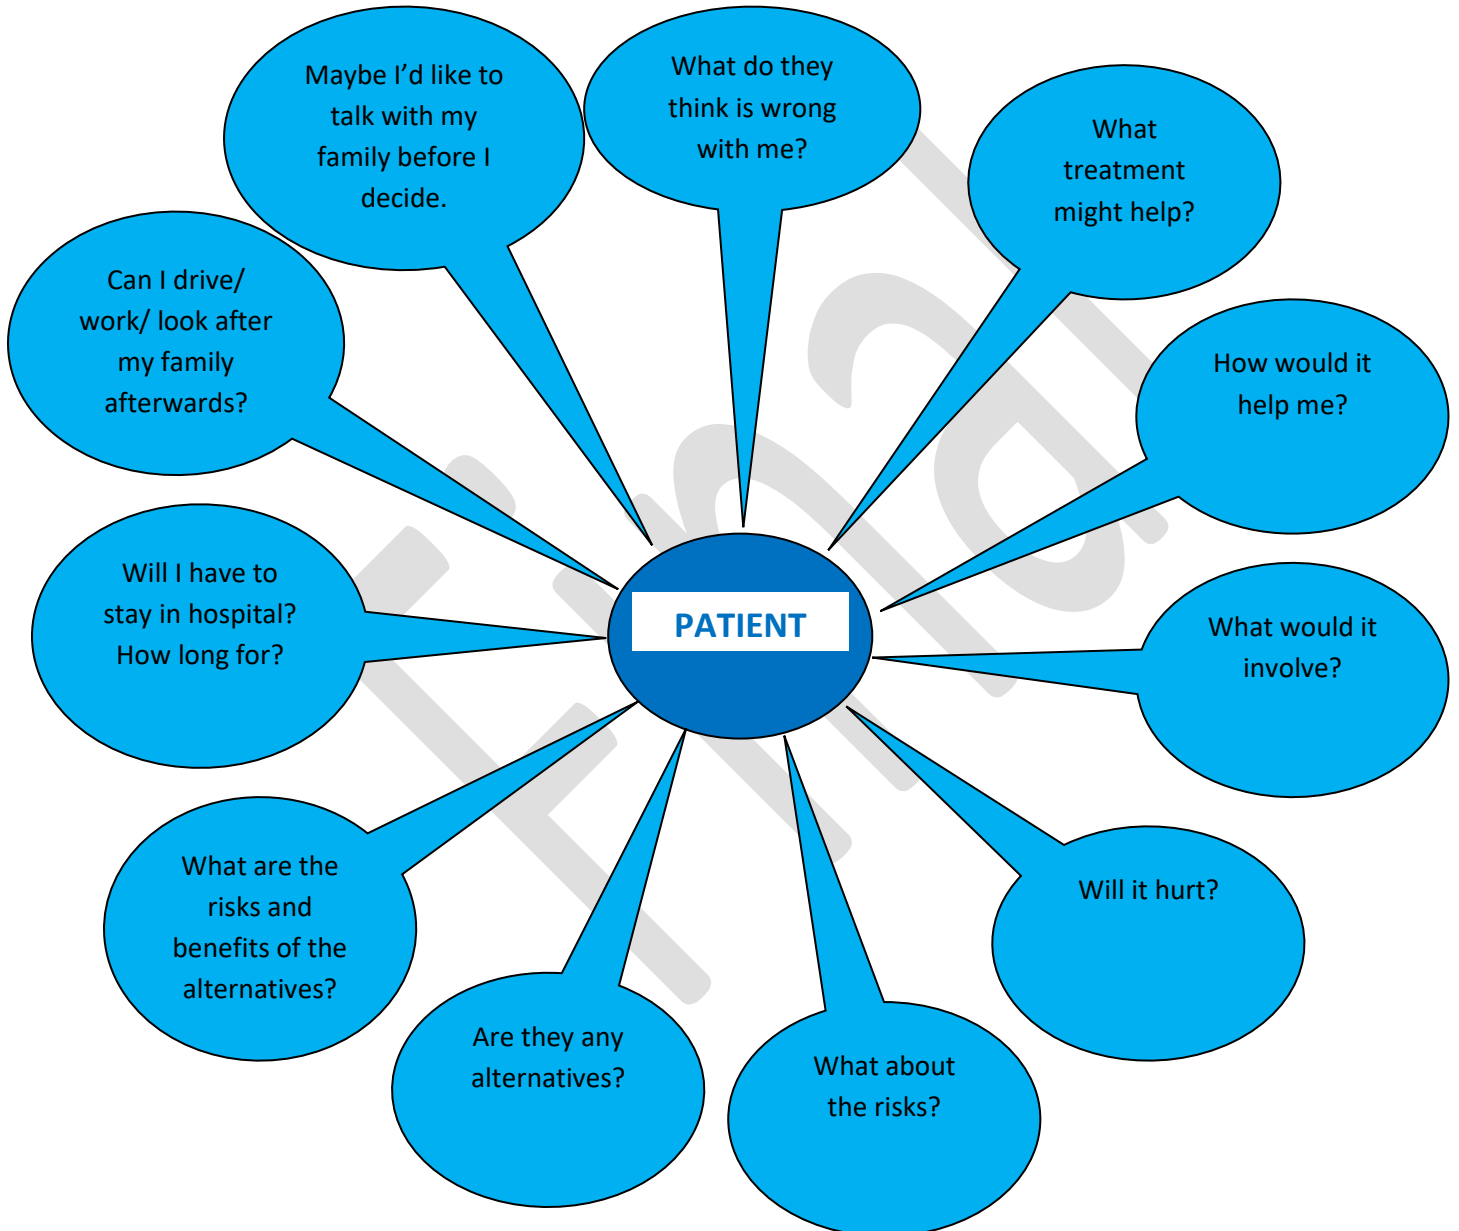 What do they
think is wrong
with me?
What
treatment
might help?
How would it
help me?
What would it
involve?
Will it hurt?
What about
the risks?
Are they any
alternatives?
What are the
risks and
benefits of the
alternatives?
Will I have to
stay in hospital?
How long for?
Can I drive/
work/ look after
my family
afterwards?
Maybe I’d like to
talk with my
family before I
decide.
PATIENT
Final